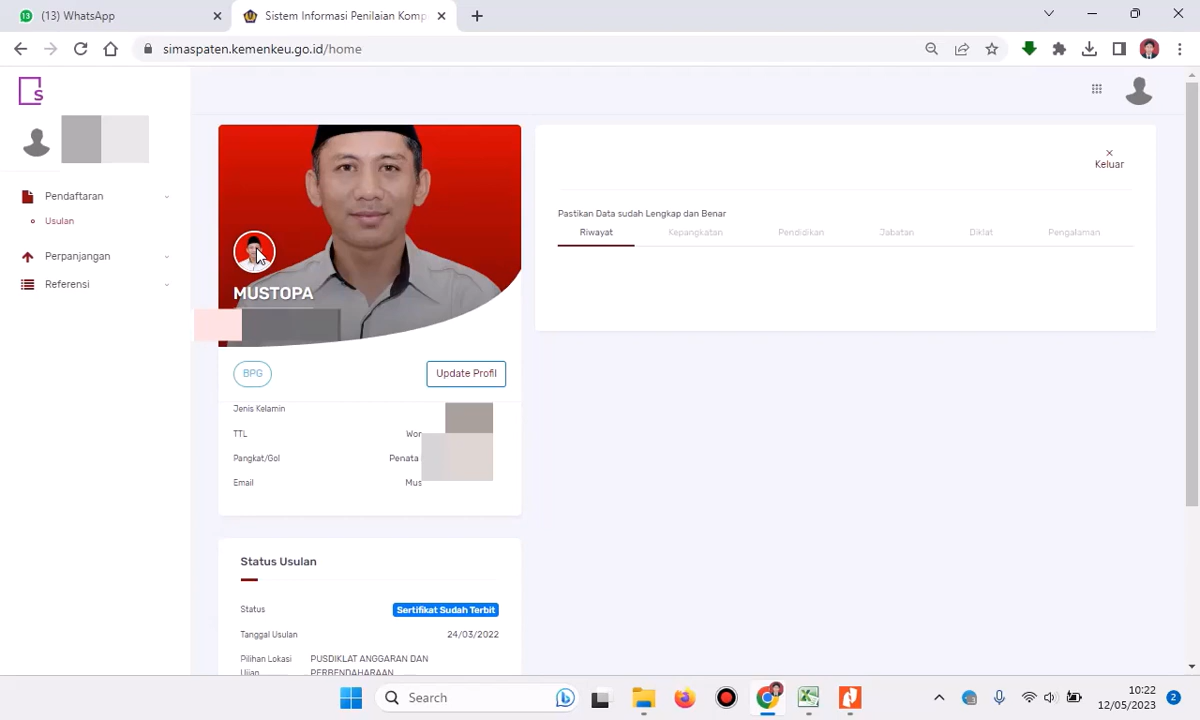 (13) WhatsApp
Sistem Informasi Penilaian Komp
simaspaten.kemenkeu.go.id/home
S
Keluar
Pendaftaran
Usulan
Perpanjangan
Referensi
Pastikan Data sudah Lengkap dan Benar
Riwayat Kepangkatan Pendidikan Jabatan Diklat Pengalaman
MUSTOPA
BPG
Update Profil
Jenis Kelamin
TTL Wor
Pangkat/Gol Penata
Email Mus
Status Usulan
Status Sertifikat Sudah Terbit
Tanggal Usulan 24/03/2022
Pilihan Lokasi PUSDIKLAT ANGGARAN DAN
Ujian PERBENDAHARAAN
Search
10:22
12/05/2023
2